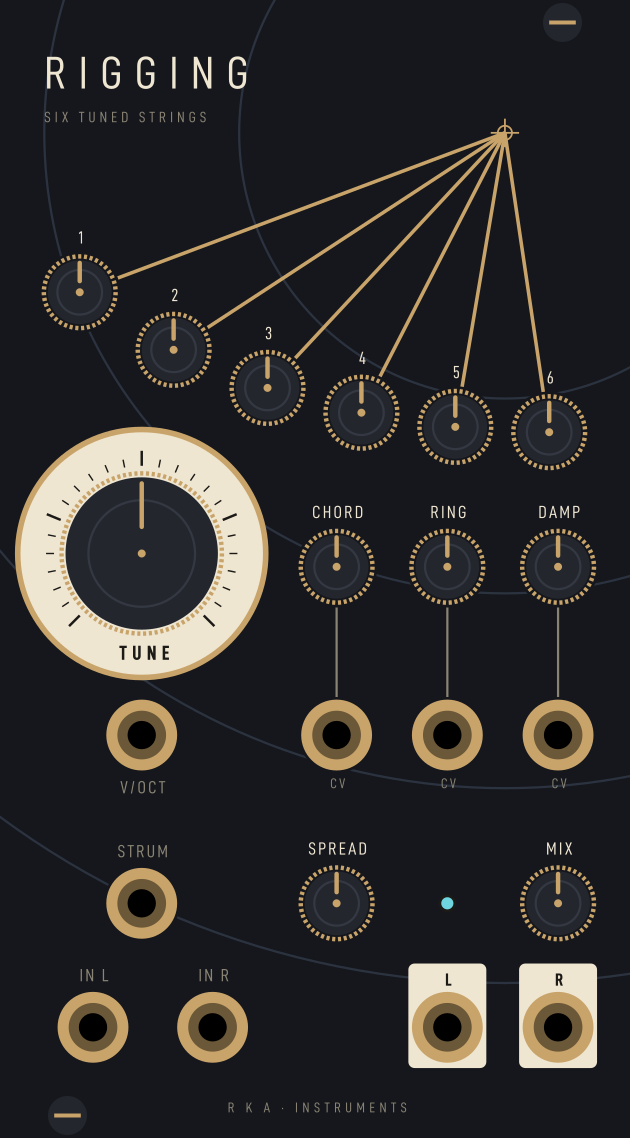 RIGGING
SIX TUNED STRINGS
1
2
3
4
5
6
CHORD RING DAMP
TUNE
V/OCT
CV CV CV
STRUM
SPREAD MIX
IN L IN R
L R
RKA · INSTRUMENTS